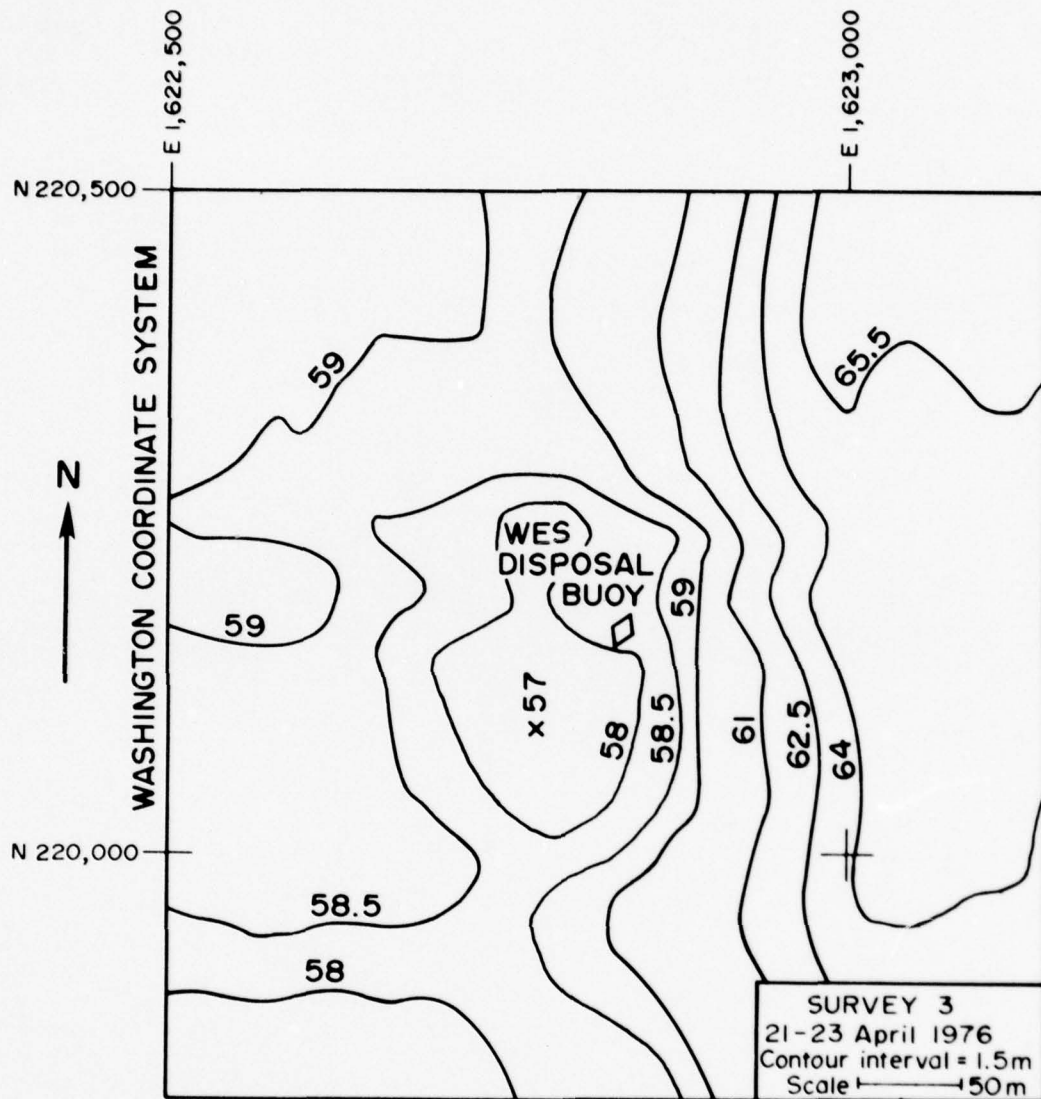 E 1,622, 500
E 1,623, 000
N 220,500
WASHINGTON COORDINATE SYSTEM
N
59
65.5
WES
DISPOSAL
BUOY
59
59
×57
58
58.5
61
62.5
64
N 220,000
58.5
58
SURVEY 3
21-23 April 1976
Contour interval = 1.5m
Scale 50m